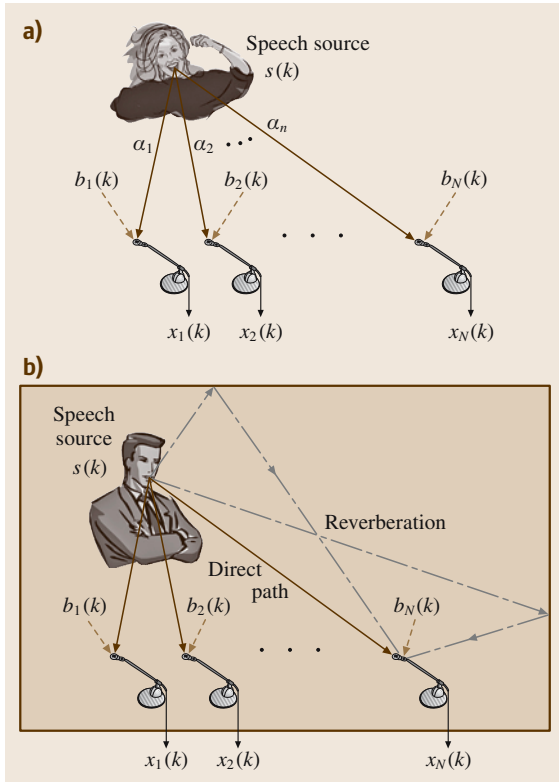 a)
Speech source
s(k)
α1
α2
αn
b1(k)
b2(k)
bN(k)
x1(k)
x2(k)
xN(k)
b)
Speech
source
s(k)
Reverberation
Direct
path
b1(k)
b2(k)
bN(k)
x1(k)
x2(k)
xN(k)